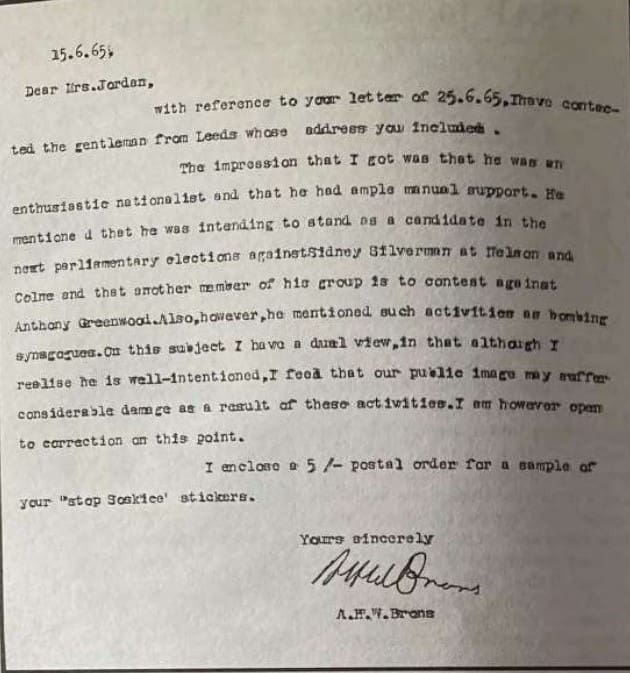 15.6.65.
Dear Mrs.Jordan,
with reference to your letter of 25.6.65,Ihave contac-
ted the gentleman from Leeds whose address you included .
The impression that I got was that he was an
enthusiastic nationalist and that he had ample manual support. He
mentione d that he was intending to stand as a candidate in the
next parliamentary elections againstSidney Silverman at Nelson and
Colne and that another member of his group is to contest against
Anthony Greenwood.Also,however,he mentioned such activities as bombing
synagogues.On this subject I have a dual view,in that although I
realise he is well-intentioned,I feel that our public image may suffer
considerable damage as a result of these activities.I am however open
to correction on this point.
I enclose a 5 /- postal order for a sample of
your "stop Soskice' stickers.
Yours sincerely
A.H.W.Brons